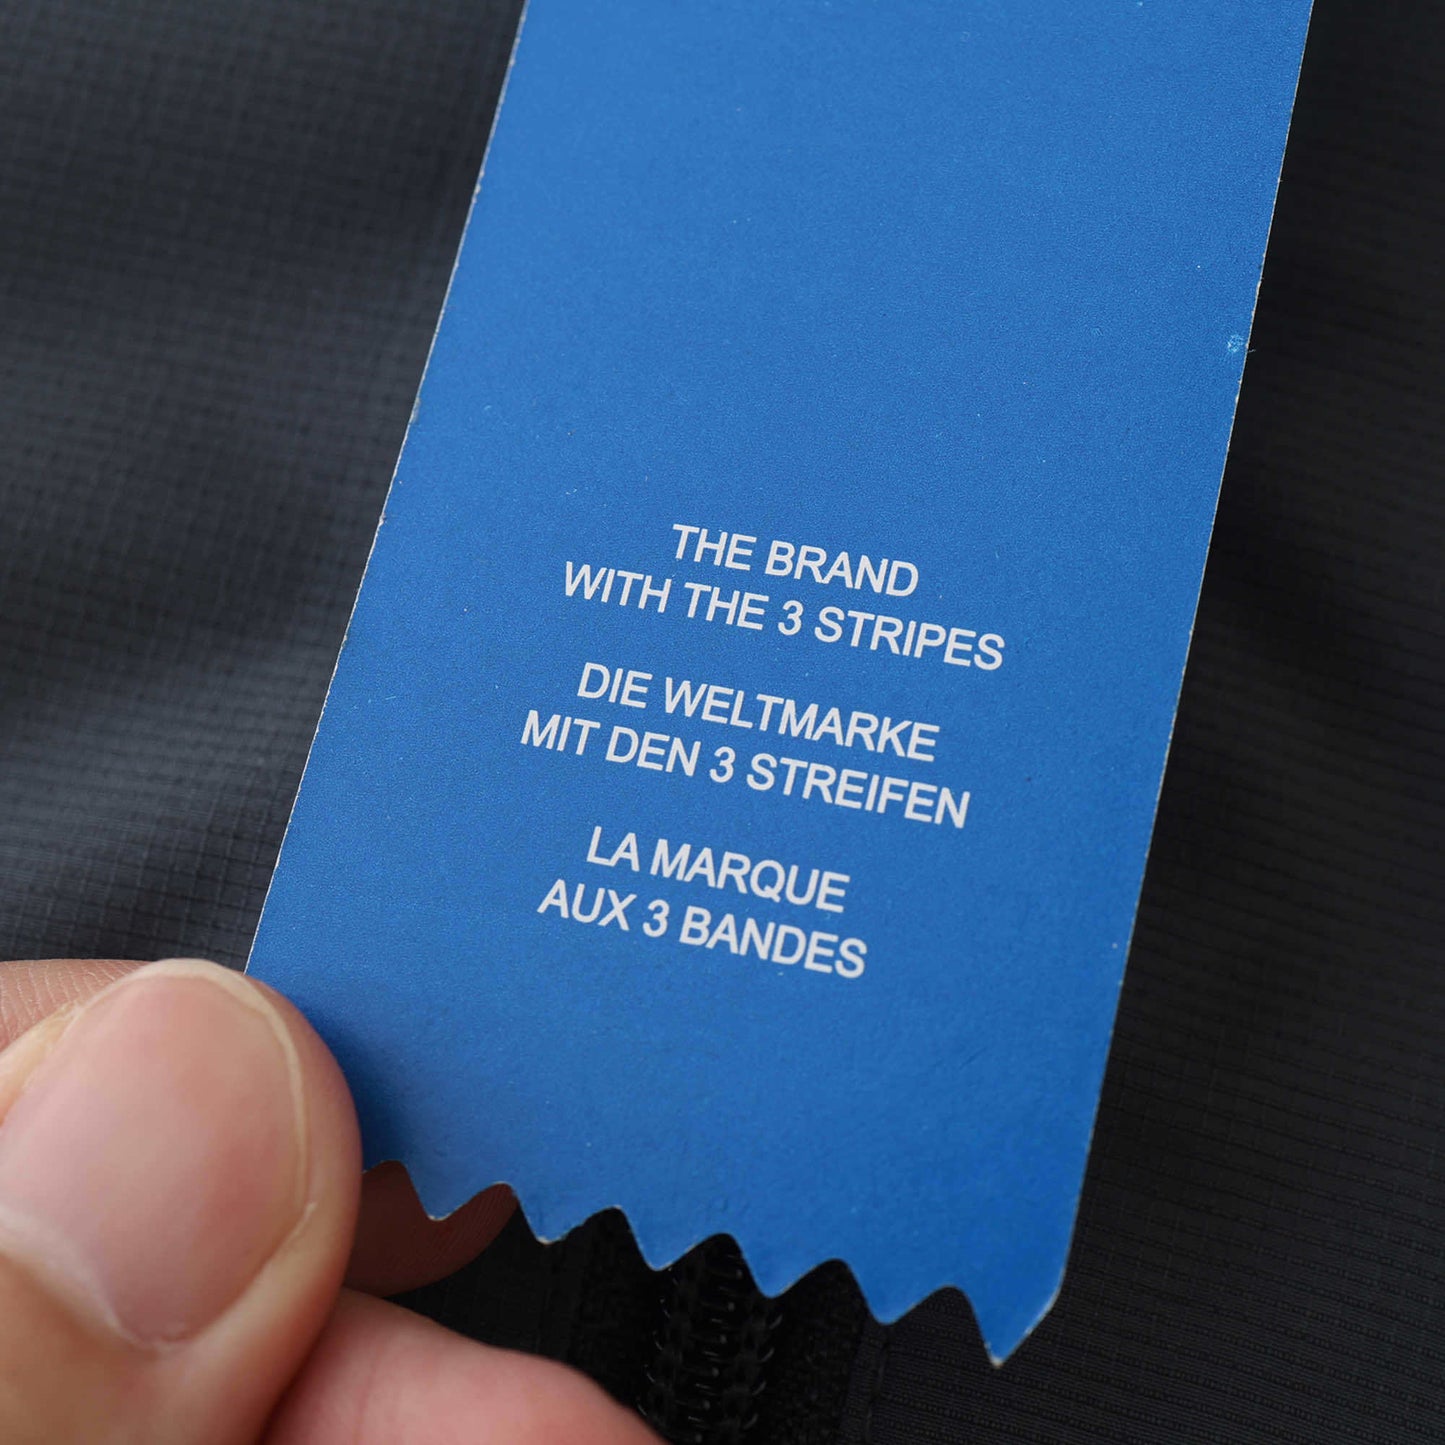 THE BRAND
WITH THE 3 STRIPES
DIE WELTMARKE
MIT DEN 3 STREIFEN
LA MARQUE
AUX 3 BANDES